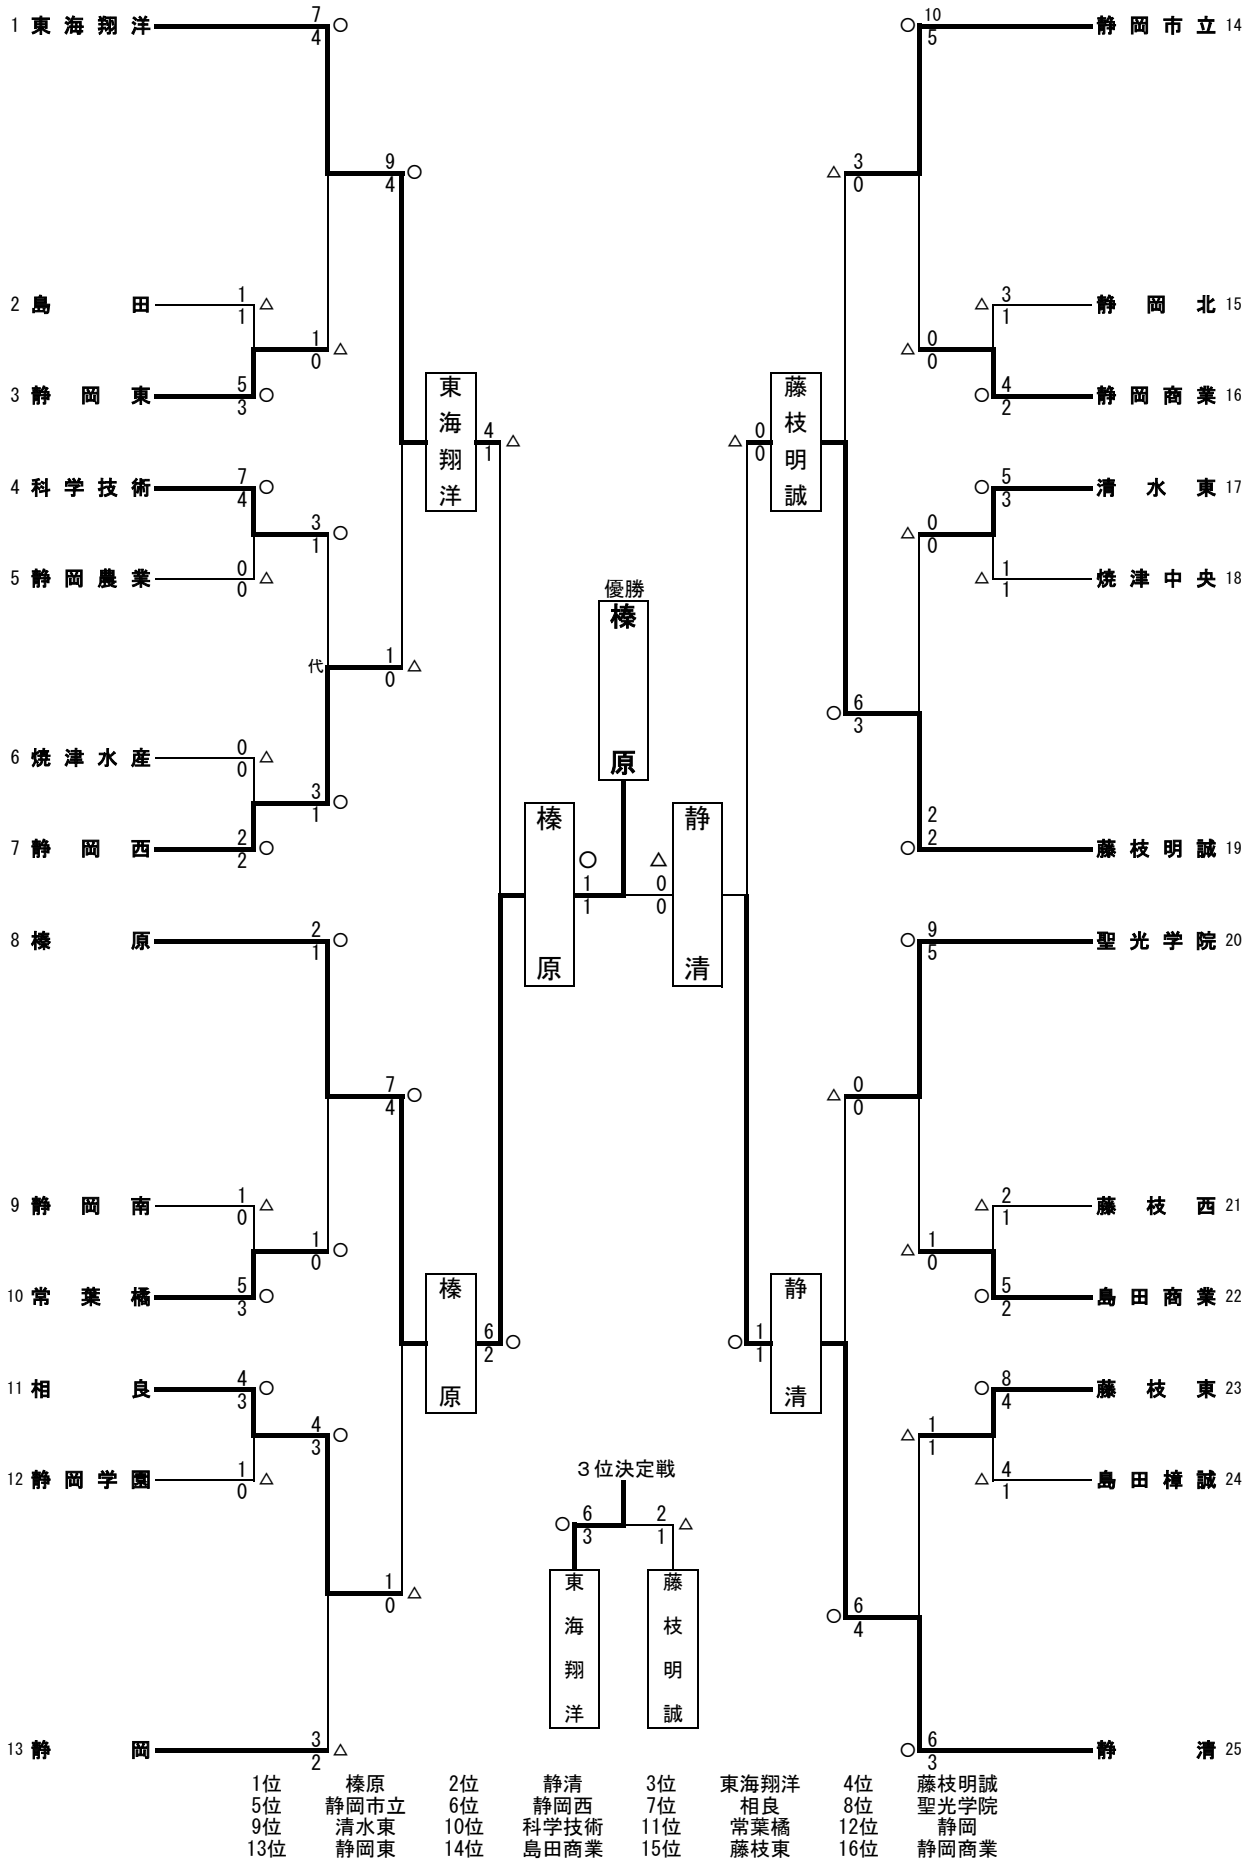 1 東海翔洋 7 ○ ○ 10 静岡市立 14
4 5
9 ○ △ 3
4 0
2 島田 1 △ △ 3 静岡北 15
1 1
1 △ △ 0
0 0
3 静岡東 5 ○ ○ 4 静岡商業 16
3 2
東海翔洋 4 △ △ 0 藤枝明誠
1 0
4 科学技術 7 ○ ○ 5 清水東 17
4 3
3 ○ △ 0
1 0
5 静岡農業 0 △ △ 1 焼津中央 18
0 1
優勝
榛原
代 1 △
0
○ 6
3
6 焼津水産 0 △
0
3 ○
1
7 静岡西 2 ○ ○ 2 藤枝明誠 19
2 2
榛原 ○ △ 静清
1 0
1 0
8 榛原 2 ○ ○ 9 聖光学院 20
1 5
7 ○ △ 0
4 0
9 静岡南 1 △ △ 2 藤枝西 21
0 1
1 ○ △ 1
0 0
10 常葉橘 5 ○ ○ 5 島田商業 22
3 2
榛原 6 ○ ○ 1 静清
2 1
11 相良 4 ○ ○ 8 藤枝東 23
3 4
4 ○ △ 1
3 1
12 静岡学園 1 △ △ 4 島田樟誠 24
0 1
３位決定戦
○ 6 2 △
3 1
東海翔洋 藤枝明誠
1 △ ○ 6
0 4
13 静岡 3 △ ○ 6 静清 25
2 3
1位 榛原 2位 静清 3位 東海翔洋 4位 藤枝明誠
5位 静岡市立 6位 静岡西 7位 相良 8位 聖光学院
9位 清水東 10位 科学技術 11位 常葉橘 12位 静岡
13位 静岡東 14位 島田商業 15位 藤枝東 16位 静岡商業